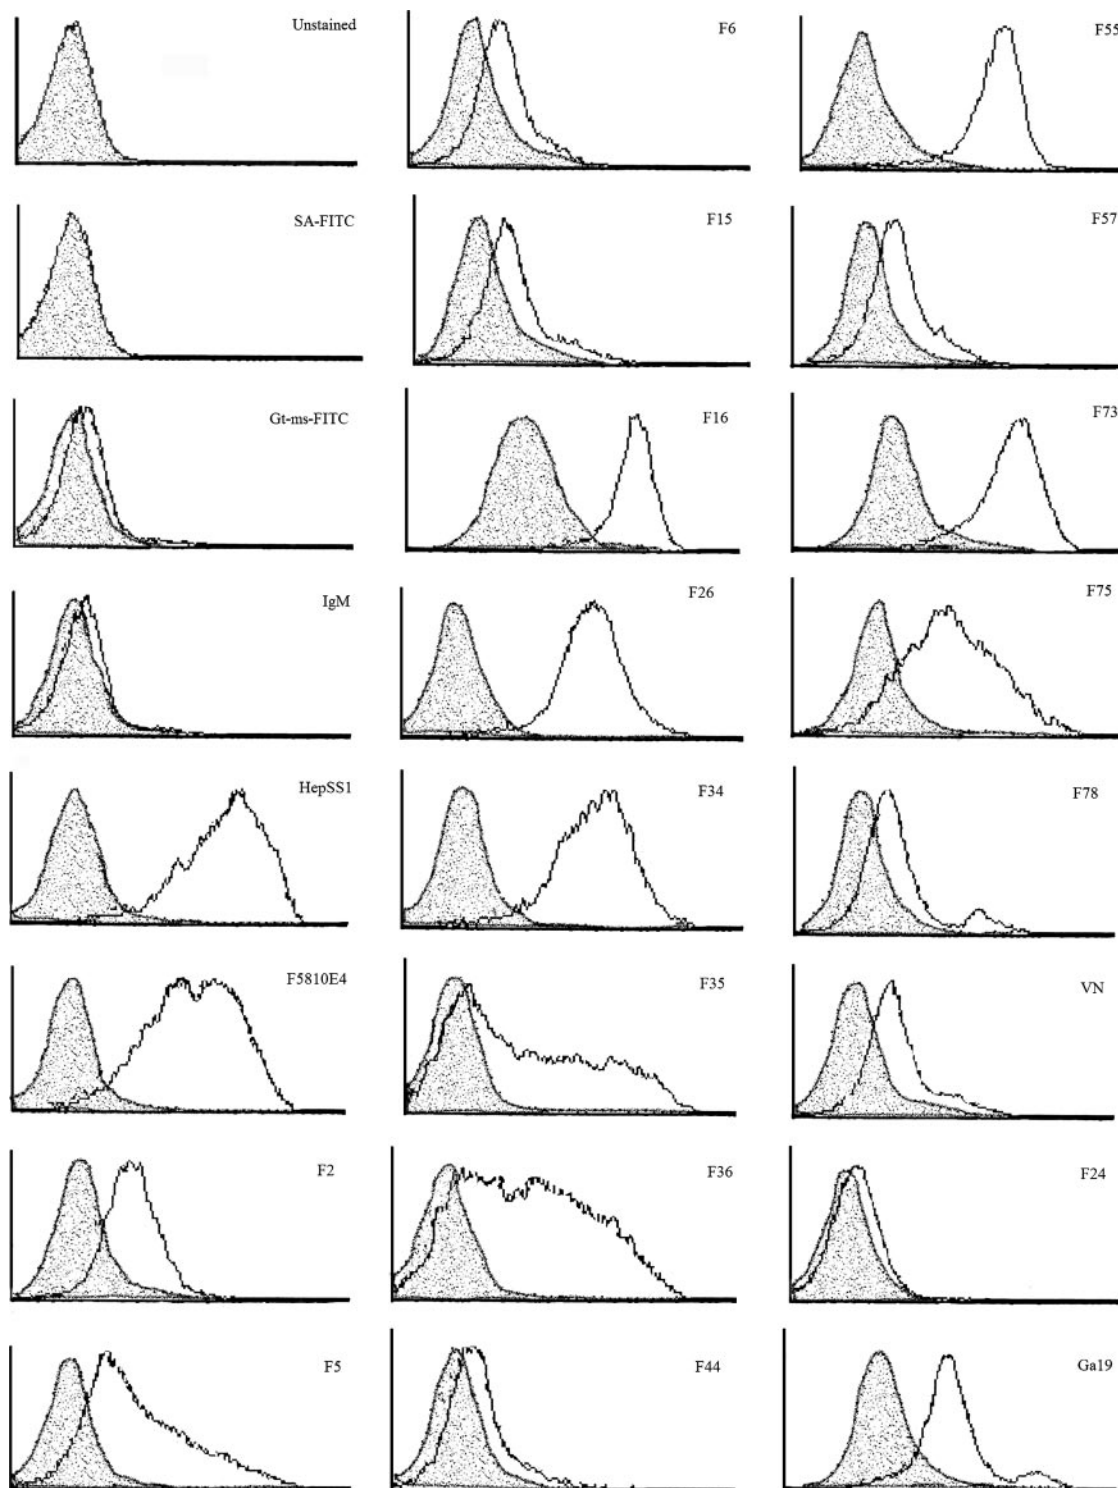 Unstained
F6
F55
SA-FITC
F15
F57
Gt-ms-FITC
F16
F73
IgM
F26
F75
HepSS1
F34
F78
F5810E4
F35
VN
F2
F36
F24
F5
F44
Ga19